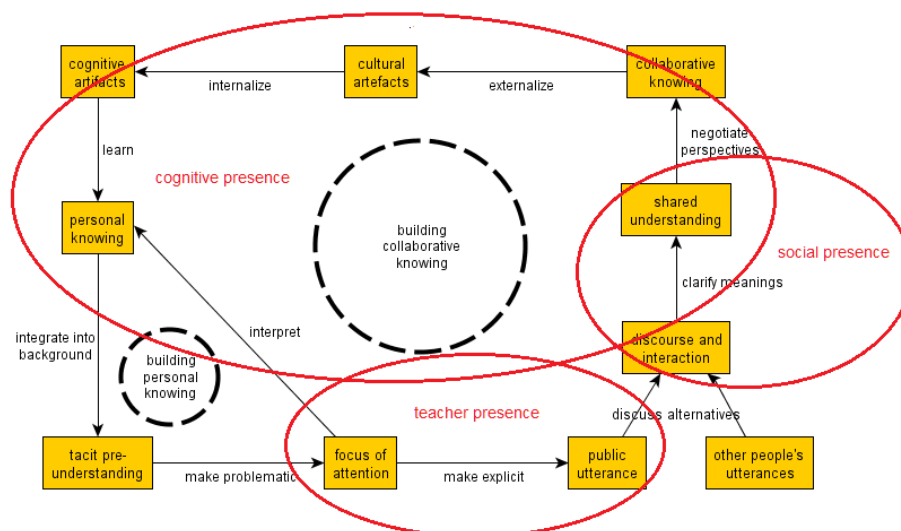 cognitive
artifacts
internalize
cultural
artefacts
externalize
collaborative
knowing
learn
negotiate
perspectives
cognitive presence
personal
knowing
building
collaborative
knowing
shared
understanding
social presence
clarify meanings
integrate into
background
interpret
building
personal
knowing
discourse and
interaction
teacher presence
discuss alternatives
tacit pre-
understanding
make problematic
focus of
attention
make explicit
public
utterance
other people's
utterances